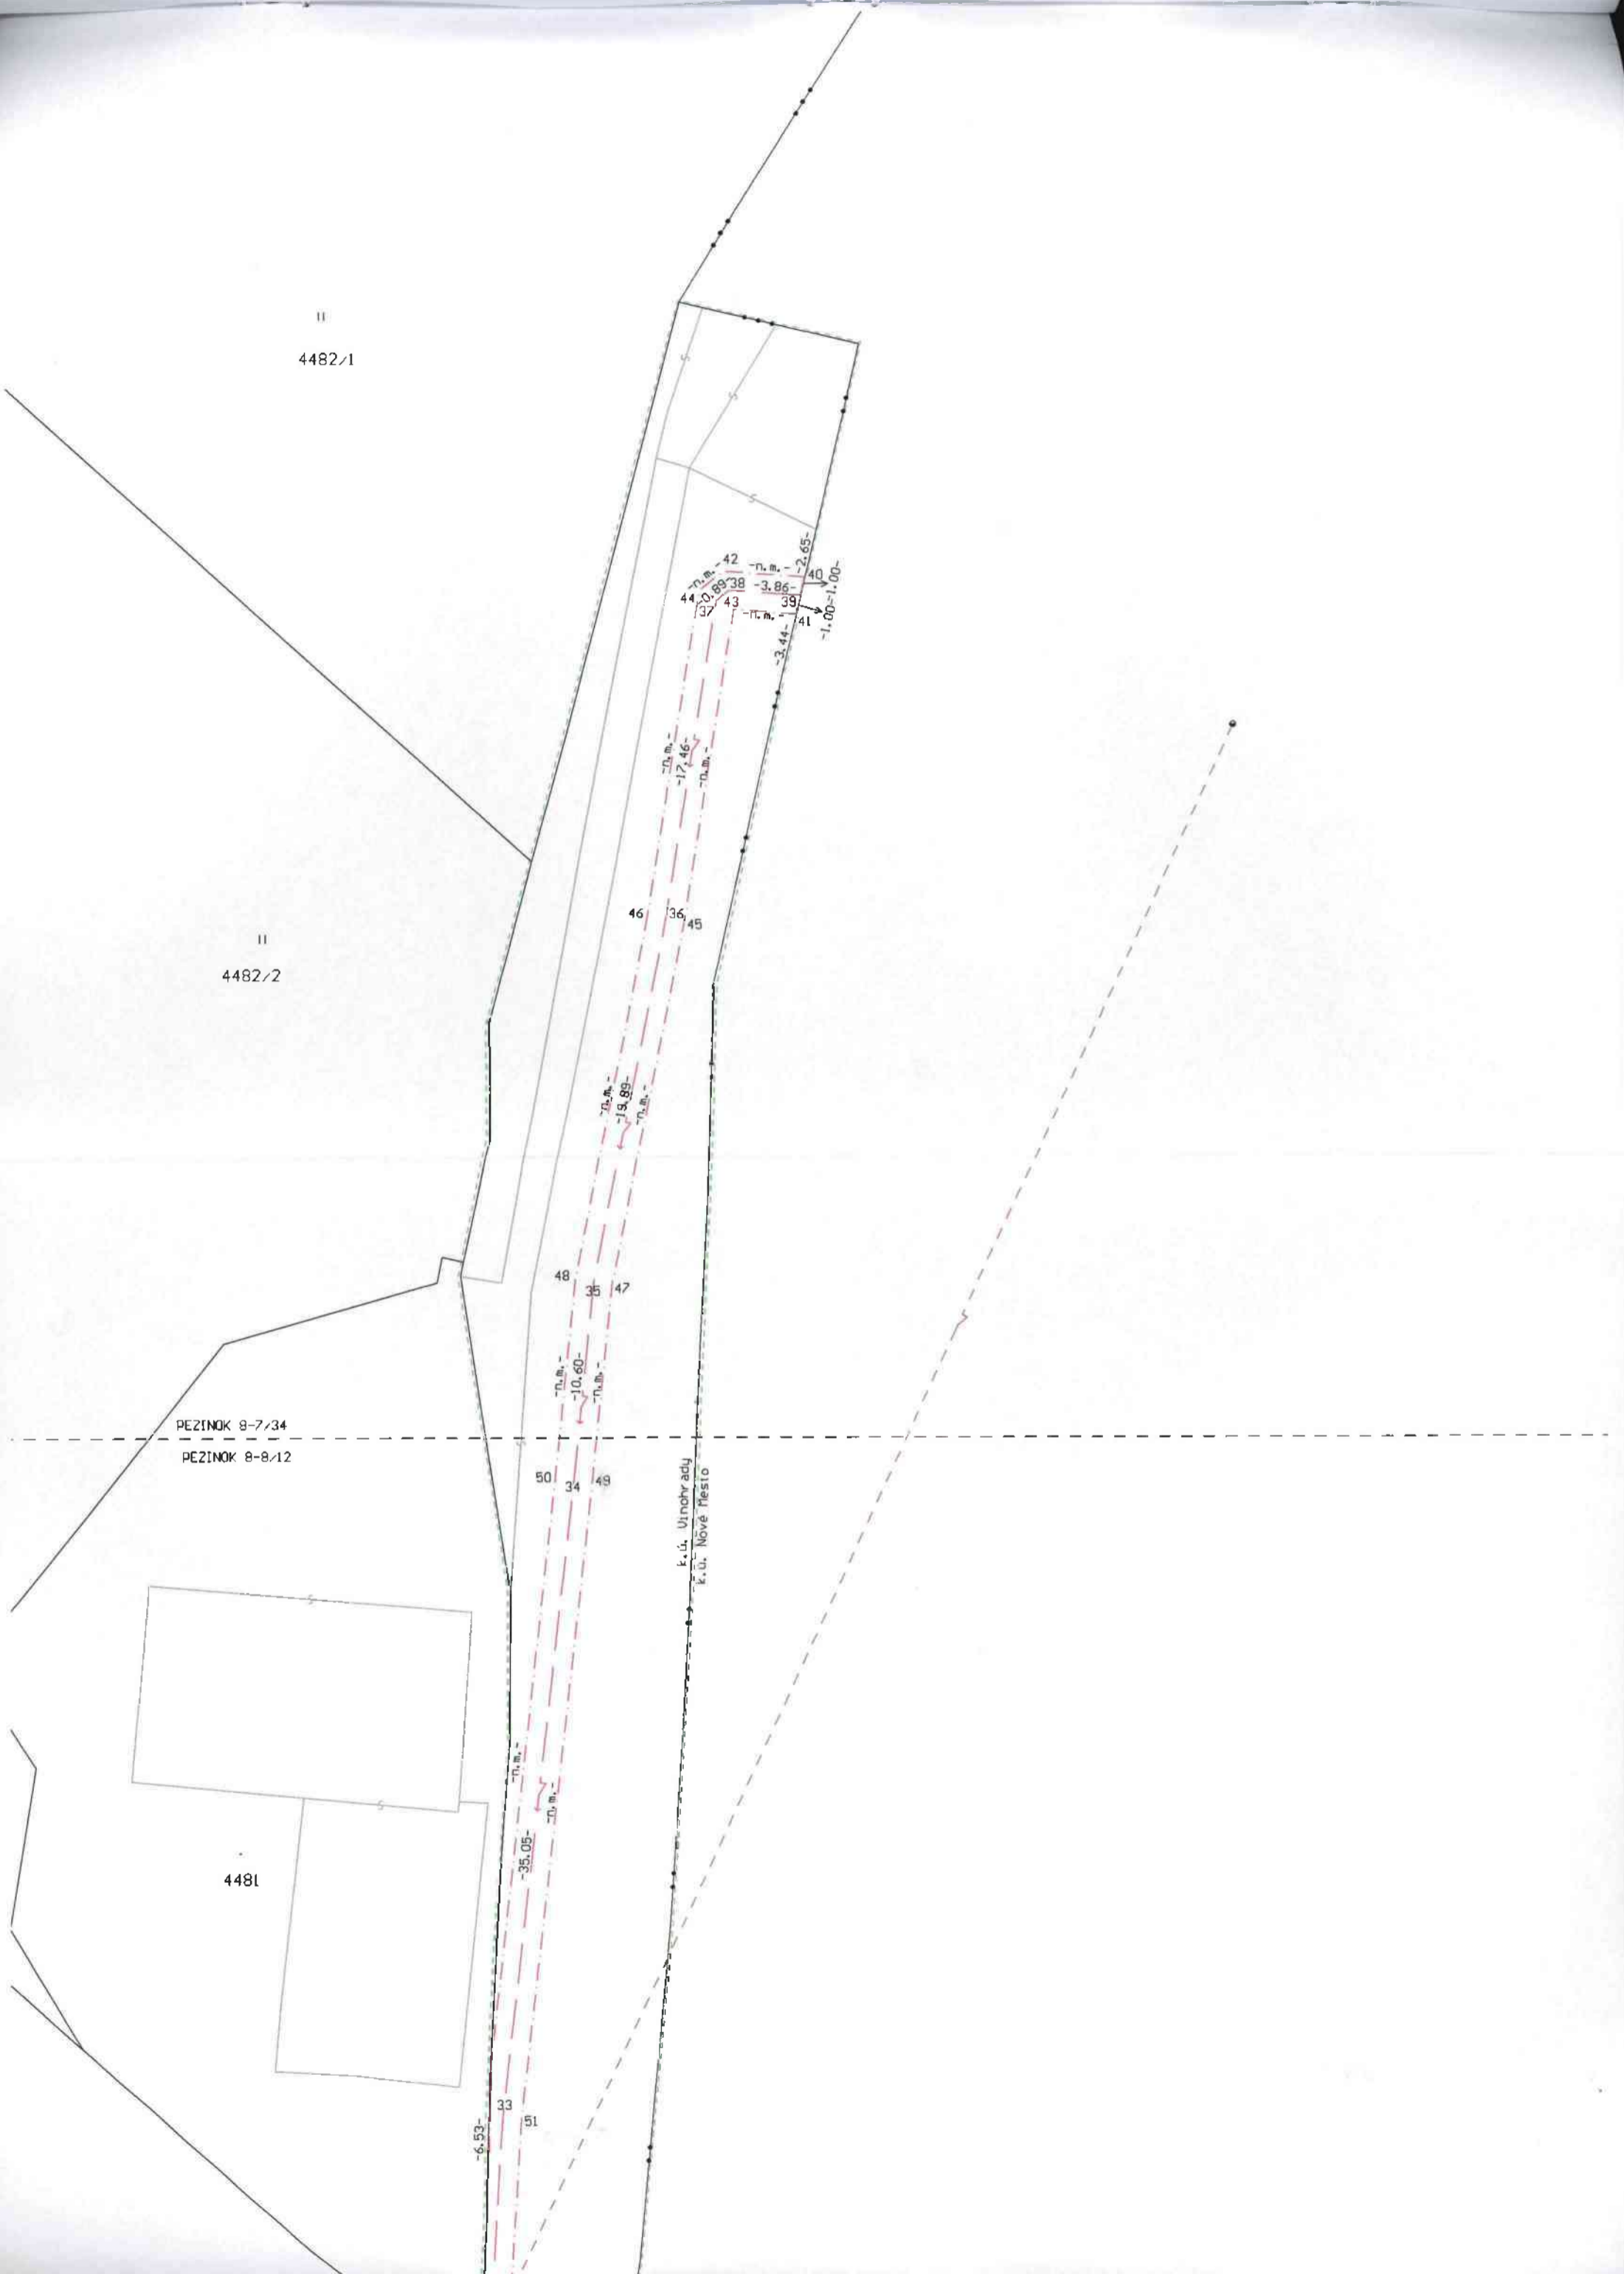 II
4482/1
-2.65-
42
-n.m.-
-n.m.-
40
-1.00-
-0.89-
38
-3.86-
44
37
43
39
-n.m.-
41
-1.00-
-3.44-
-n.m.-
-17.46-
-n.m.-
46
36
45
II
4482/2
-n.m.-
-19.89-
-n.m.-
48
35
47
-n.m.-
-10.60-
-n.m.-
PEZINOK 8-7/34
PEZINOK 8-8/12
50
34
49
k.ú. Vinohrady
k.ú. Nové Mesto
-n.m.-
-n.m.-
-35.05-
4481
33
51
-6.53-